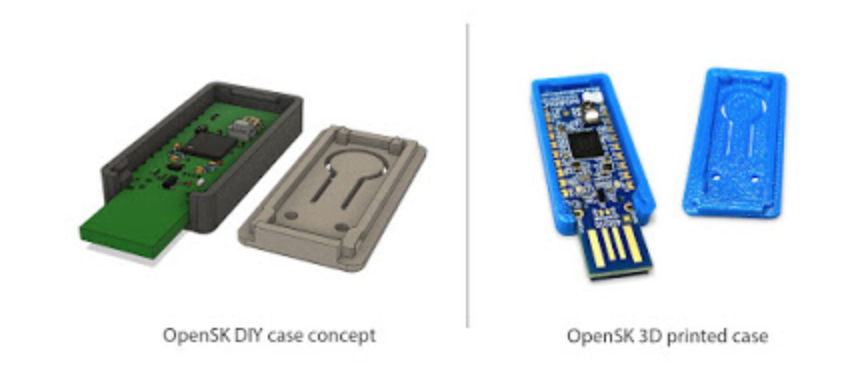 OpenSK DIY case concept
OpenSK 3D printed case